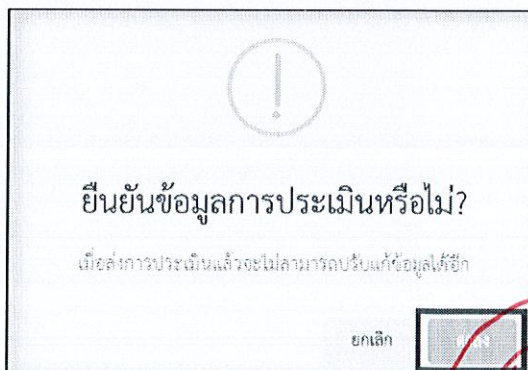 ยืนยันข้อมูลการประเมินหรือไม่?
เมื่อส่งการประเมินแล้วจะไม่สามารถปรับแก้ข้อมูลได้อีก
ยกเลิก